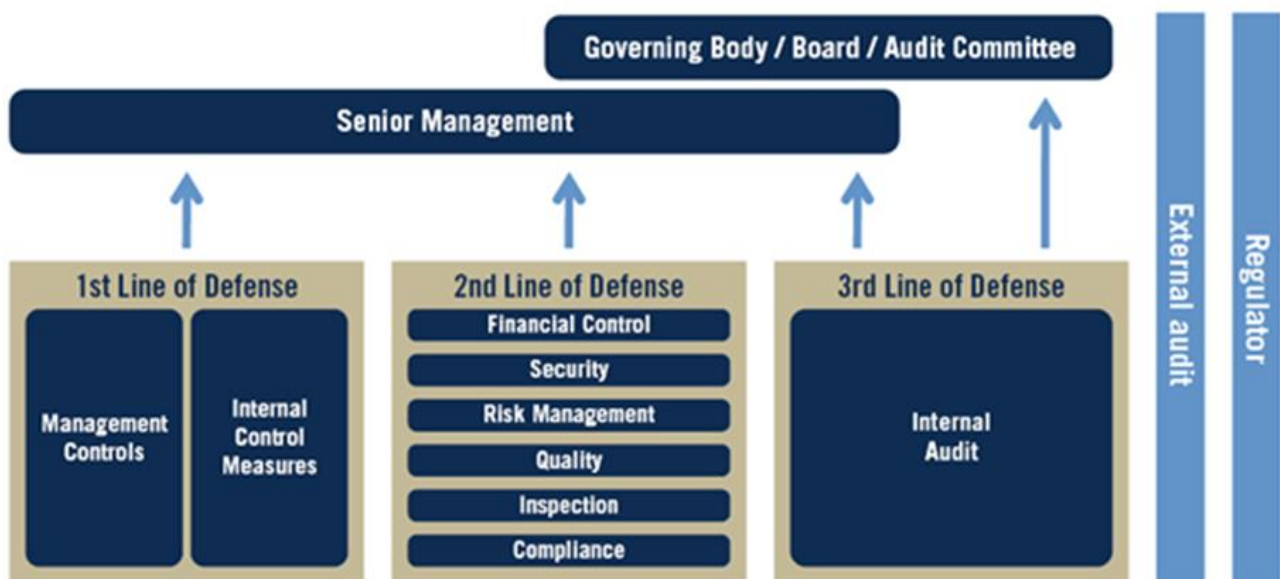 Governing Body / Board / Audit Committee
Senior Management
1st Line of Defense
Management
Controls
Internal
Control
Measures
2nd Line of Defense
Financial Control
Security
Risk Management
Quality
Inspection
Compliance
3rd Line of Defense
Internal
Audit
External audit
Regulator